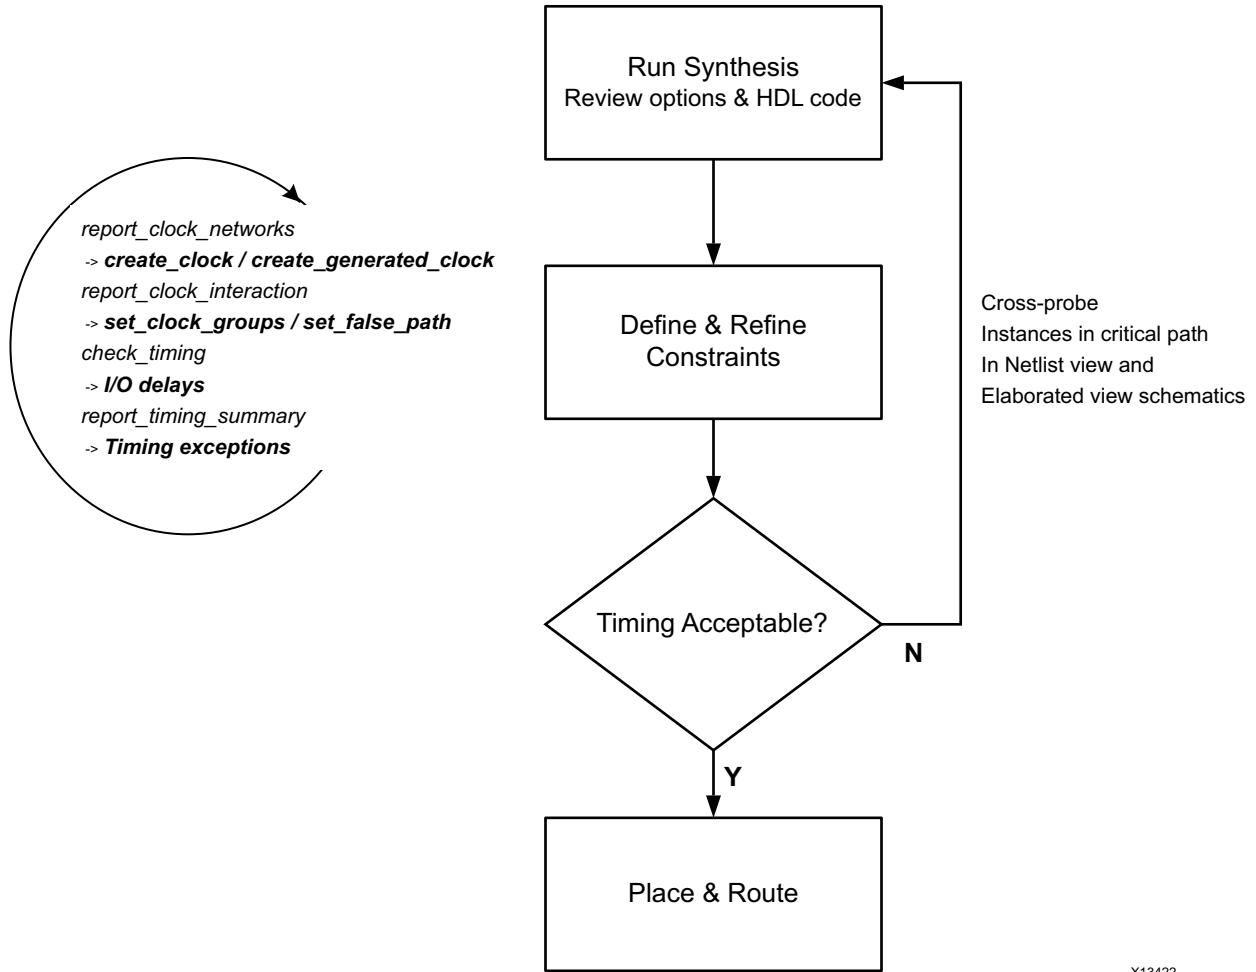 Run Synthesis
Review options & HDL code
report_clock_networks
-> create_clock / create_generated_clock
report_clock_interaction
-> set_clock_groups / set_false_path
check_timing
-> I/O delays
report_timing_summary
-> Timing exceptions
Define & Refine
Constraints
Cross-probe
Instances in critical path
In Netlist view and
Elaborated view schematics
Timing Acceptable?
N
Y
Place & Route
X13422